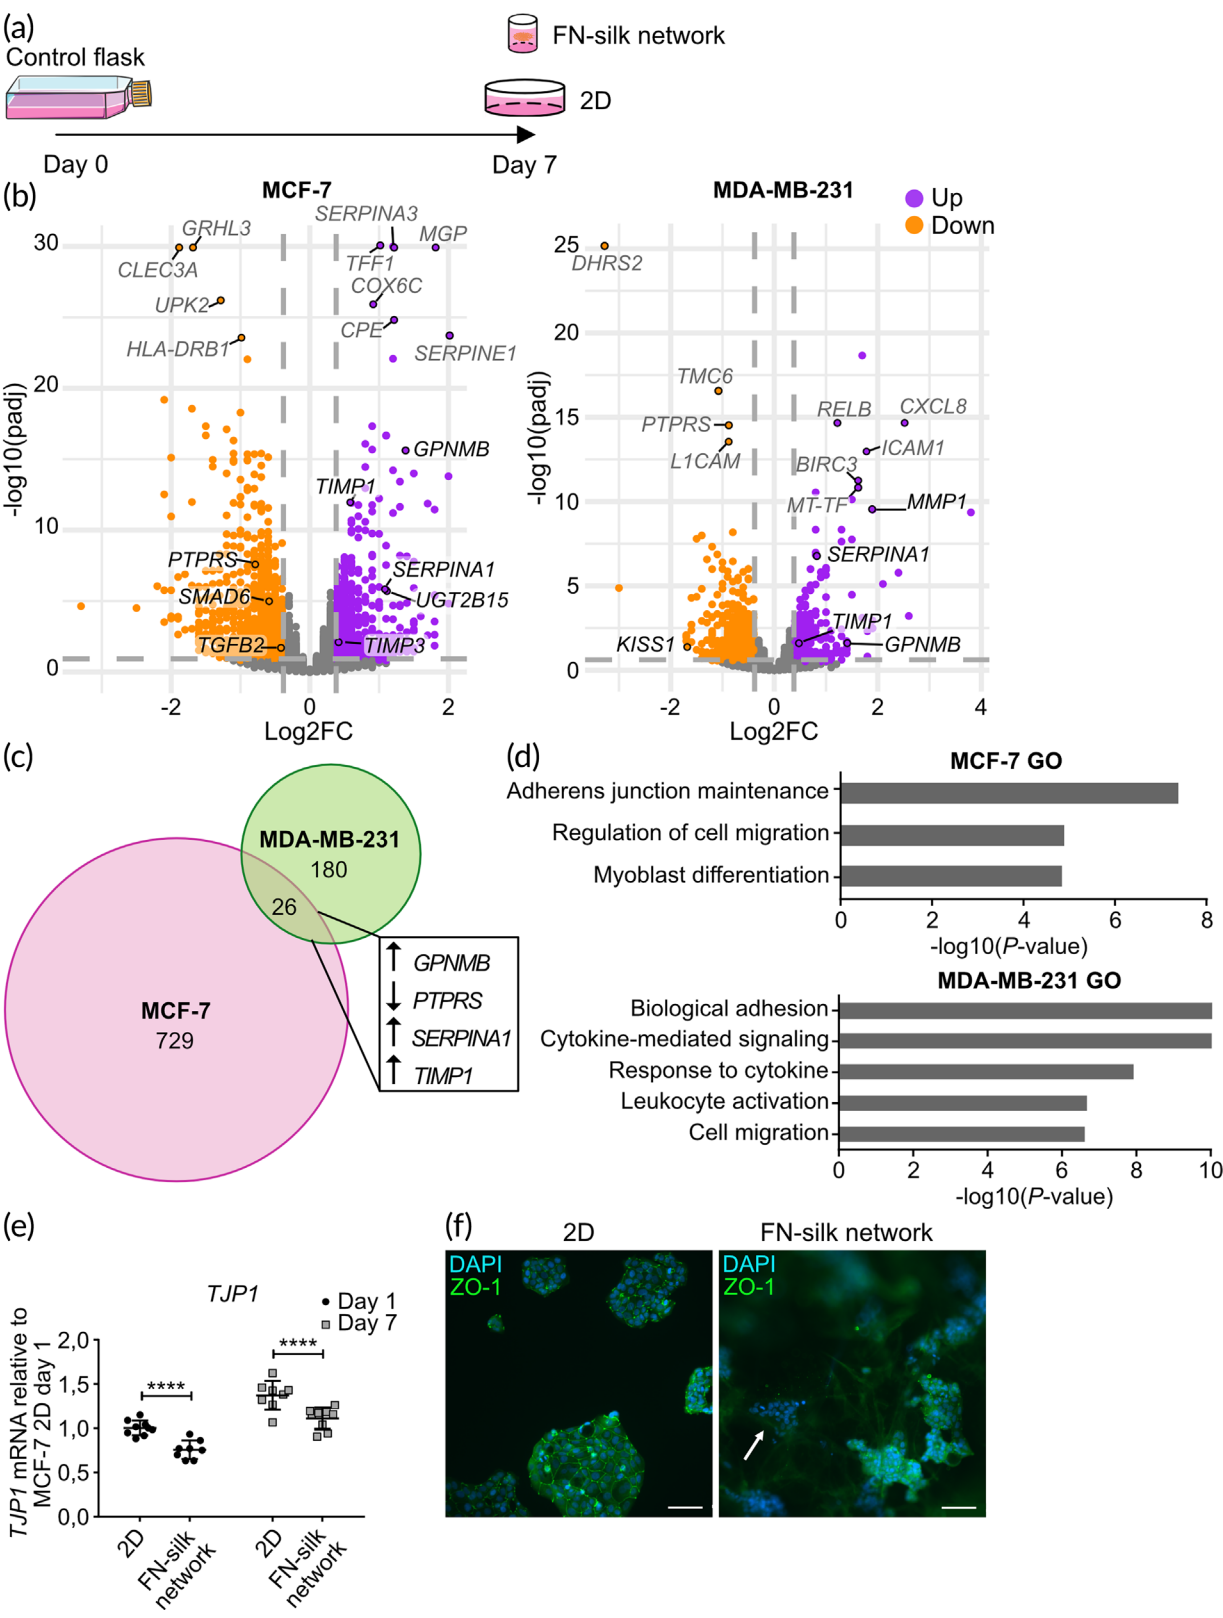 (a)
Control flask
FN-silk network
2D
Day 0
Day 7
(b)
MCF-7
30
20
10
0
-log10(padj)
-2
0
2
Log2FC
GRHL3
CLEC3A
UPK2
HLA-DRB1
SERPINA3
MGP
TFF1
COX6C
CPE
SERPINE1
GPNMB
TIMP1
PTPRS
SMAD6
TGFB2
SERPINA1
UGT2B15
TIMP3
MDA-MB-231
Up
Down
25
20
15
10
5
0
-log10(padj)
-2
0
2
4
Log2FC
DHRS2
TMC6
PTPRS
L1CAM
RELB
CXCL8
ICAM1
BIRC3
MT-TF
MMP1
SERPINA1
TIMP1
KISS1
GPNMB
(c)
MDA-MB-231
180
26
MCF-7
729
GPNMB
PTPRS
SERPINA1
TIMP1
(d)
MCF-7 GO
Adherens junction maintenance
Regulation of cell migration
Myoblast differentiation
0 2 4 6 8
-log10(P-value)
MDA-MB-231 GO
Biological adhesion
Cytokine-mediated signaling
Response to cytokine
Leukocyte activation
Cell migration
0 2 4 6 8 10
-log10(P-value)
(e)
TJP1
Day 1
Day 7
TJP1 mRNA relative to
MCF-7 2D day 1
2,0
1,5
1,0
0,5
0,0
****
****
2D
FN-silk
network
2D
FN-silk
network
(f)
2D
FN-silk network
DAPI
ZO-1
DAPI
ZO-1